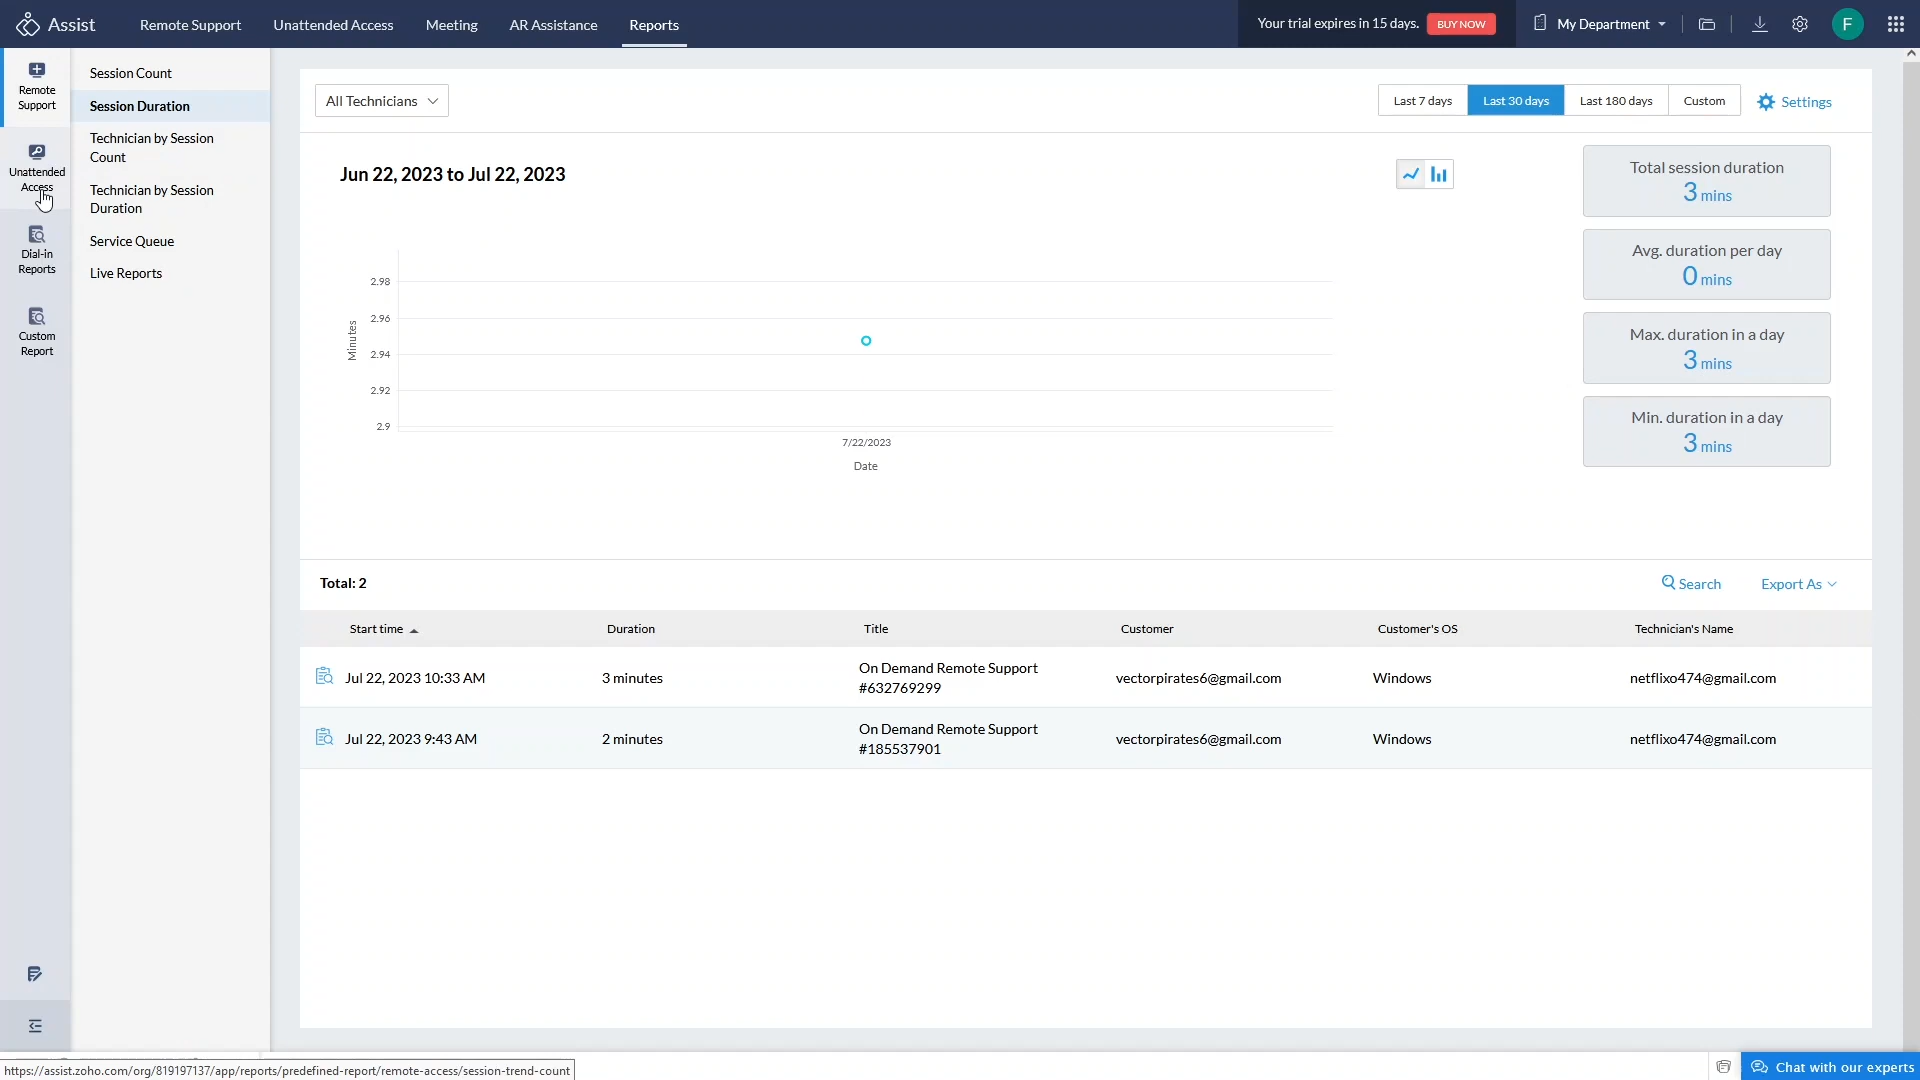 Assist
Remote Support
Unattended Access
Meeting
AR Assistance
Reports
Your trial expires in 15 days.
BUY NOW
My Department
F
Remote
Support
Unattended
Access
Dial-in
Reports
Custom
Report
Session Count
Session Duration
Technician by Session
Count
Technician by Session
Duration
Service Queue
Live Reports
All Technicians
Last 7 days
Last 30 days
Last 180 days
Custom
Settings
Jun 22, 2023 to Jul 22, 2023
Total session duration
3 mins
Avg. duration per day
0 mins
Max. duration in a day
3 mins
Min. duration in a day
3 mins
Minutes
2.98
2.96
2.94
2.92
2.9
7/22/2023
Date
Total: 2
Search
Export As
Start time
Duration
Title
Customer
Customer's OS
Technician's Name
Jul 22, 2023 10:33 AM
3 minutes
On Demand Remote Support
#632769299
vectorpirates6@gmail.com
Windows
netflixo474@gmail.com
Jul 22, 2023 9:43 AM
2 minutes
On Demand Remote Support
#185537901
vectorpirates6@gmail.com
Windows
netflixo474@gmail.com
https://assist.zoho.com/org/819197137/app/reports/predefined-report/remote-access/session-trend-count
Chat with our experts